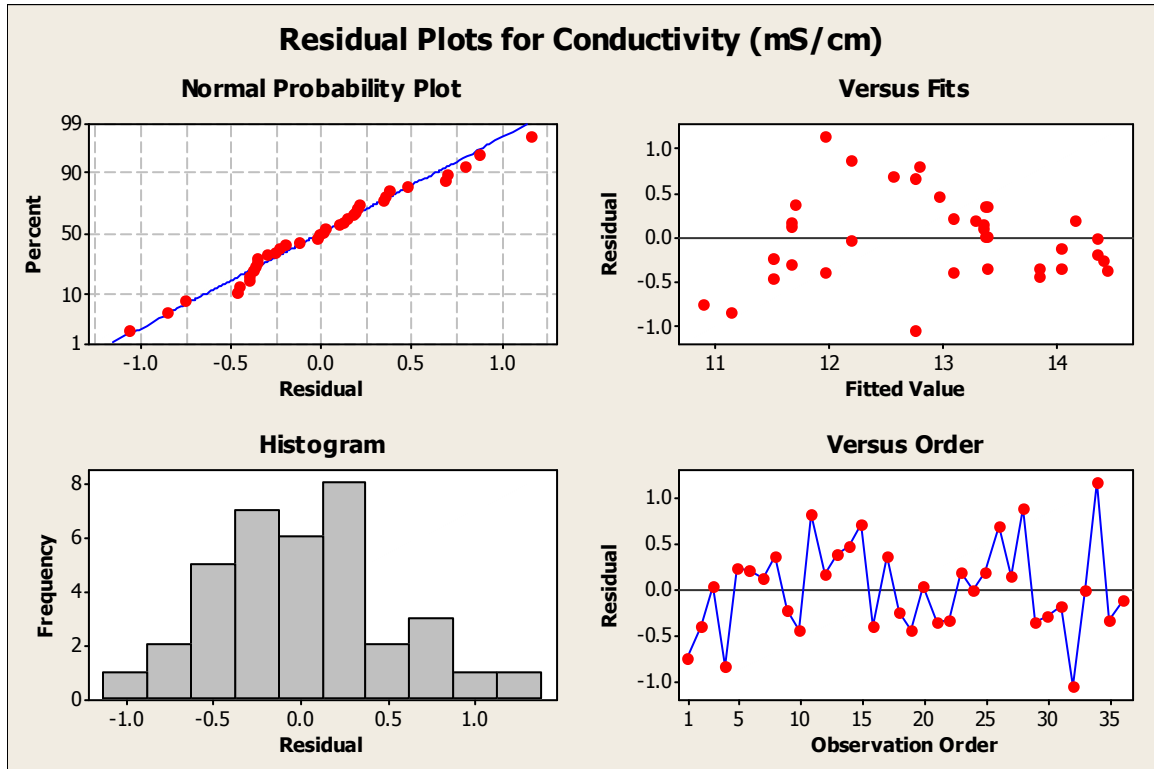 Residual Plots for Conductivity (mS/cm)
Normal Probability Plot
Percent
99
90
50
10
1
-1.0 -0.5 0.0 0.5 1.0
Residual
Versus Fits
Residual
1.0
0.5
0.0
-0.5
-1.0
11 12 13 14
Fitted Value
Histogram
Frequency
8
6
4
2
0
-1.0 -0.5 0.0 0.5 1.0
Residual
Versus Order
Residual
1.0
0.5
0.0
-0.5
-1.0
1 5 10 15 20 25 30 35
Observation Order